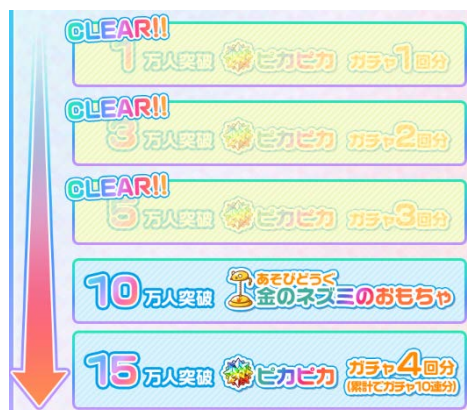 CLEAR!!
1万人突破 ピカピカ ガチャ1回分
CLEAR!!
3万人突破 ピカピカ ガチャ2回分
CLEAR!!
5万人突破 ピカピカ ガチャ3回分
10万人突破 あそびどうぐ
金のネズミのおもちゃ
15万人突破 ピカピカ ガチャ4回分
(累計でガチャ10連分)